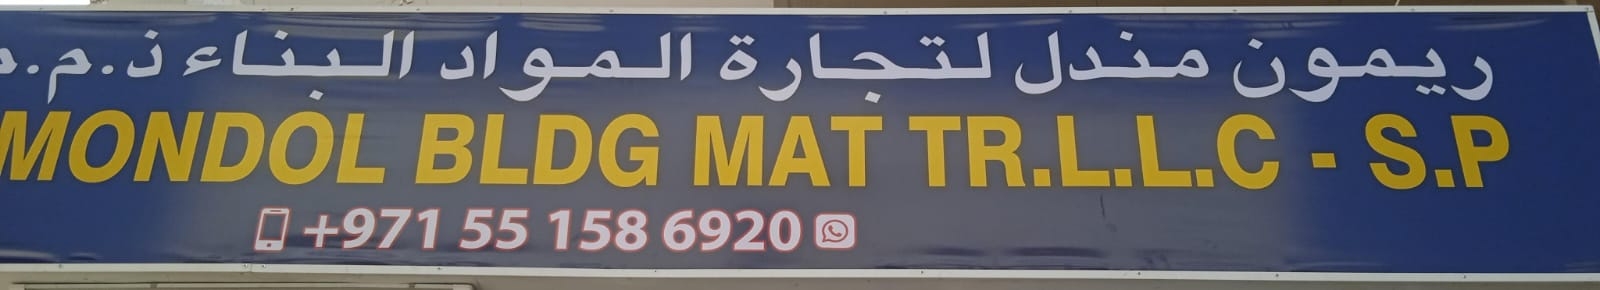 ريمون مندل لتجارة المواد البناء ذ.م.م
MONDOL BLDG MAT TR.L.L.C - S.P
+971 55 158 6920